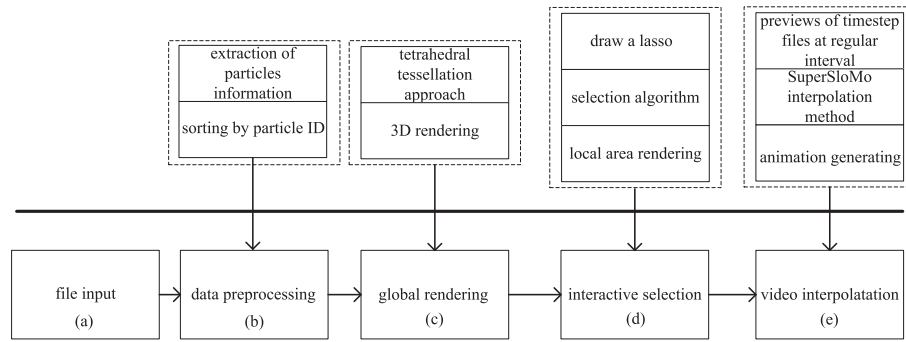 extraction of
particles
information
sorting by particle ID
tetrahedral
tessellation
approach
3D rendering
draw a lasso
selection algorithm
local area rendering
previews of timestep
files at regular
interval
SuperSloMo
interpolation
method
animation generating
file input
(a)
data preprocessing
(b)
global rendering
(c)
interactive selection
(d)
video interpolatation
(e)